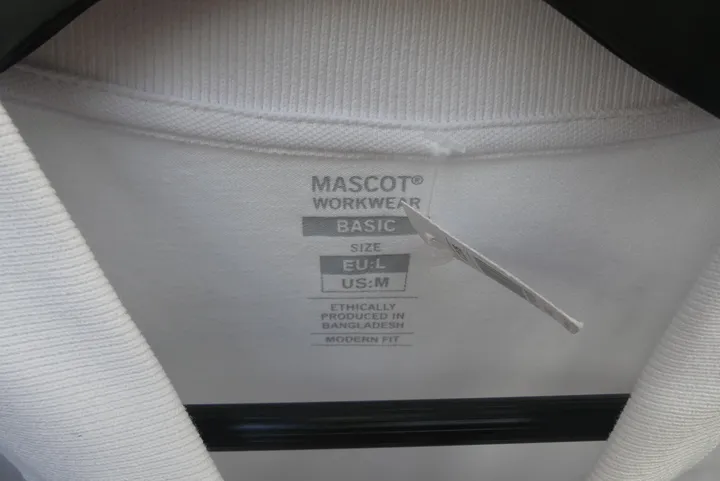 MASCOT®
WORKWEAR
BASIC
SIZE
EU:L
US:M
ETHICALLY
PRODUCED IN
BANGLADESH
MODERN FIT